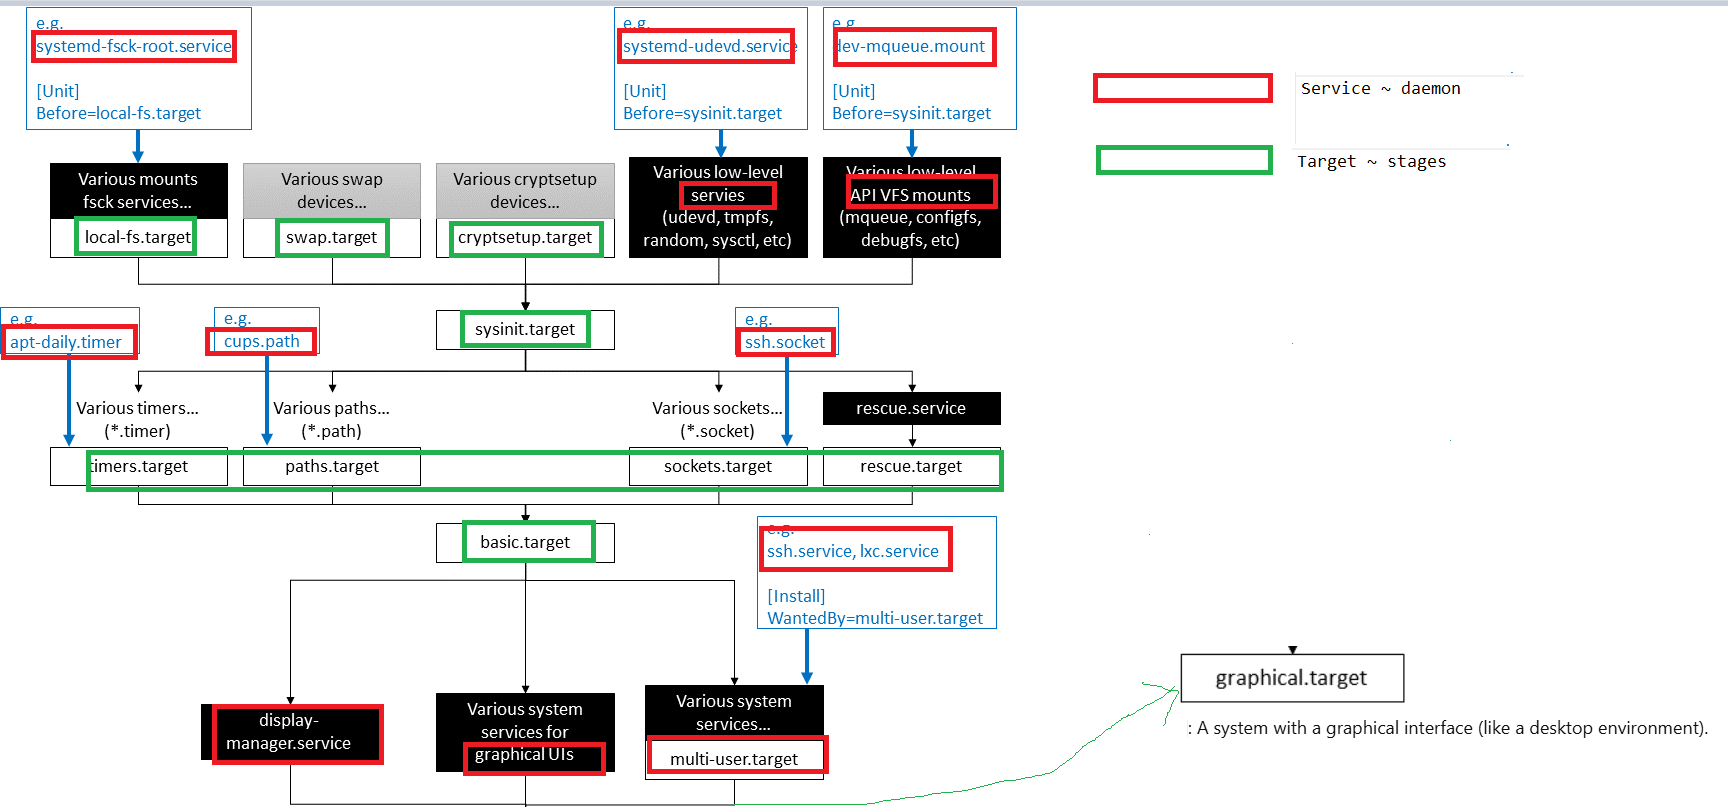 e.g.
systemd-fsck-root.service
[Unit]
Before=local-fs.target
e.g.
systemd-udevd.service
[Unit]
Before=sysinit.target
e.g.
dev-mqueue.mount
[Unit]
Before=sysinit.target
Service ~ daemon
Target ~ stages
Various mounts
fsck services...
local-fs.target
Various swap
devices...
swap.target
Various cryptsetup
devices...
cryptsetup.target
Various low-level
servies
(udevd, tmpfs,
random, sysctl, etc)
Various low-level
API VFS mounts
(mqueue, configfs,
debugfs, etc)
sysinit.target
e.g.
apt-daily.timer
e.g.
cups.path
e.g.
ssh.socket
Various timers...
(*.timer)
timers.target
Various paths...
(*.path)
paths.target
Various sockets...
(*.socket)
sockets.target
rescue.service
rescue.target
basic.target
e.g.
ssh.service, lxc.service
[Install]
WantedBy=multi-user.target
display-
manager.service
Various system
services for
graphical UIs
Various system
services...
multi-user.target
graphical.target
: A system with a graphical interface (like a desktop environment).